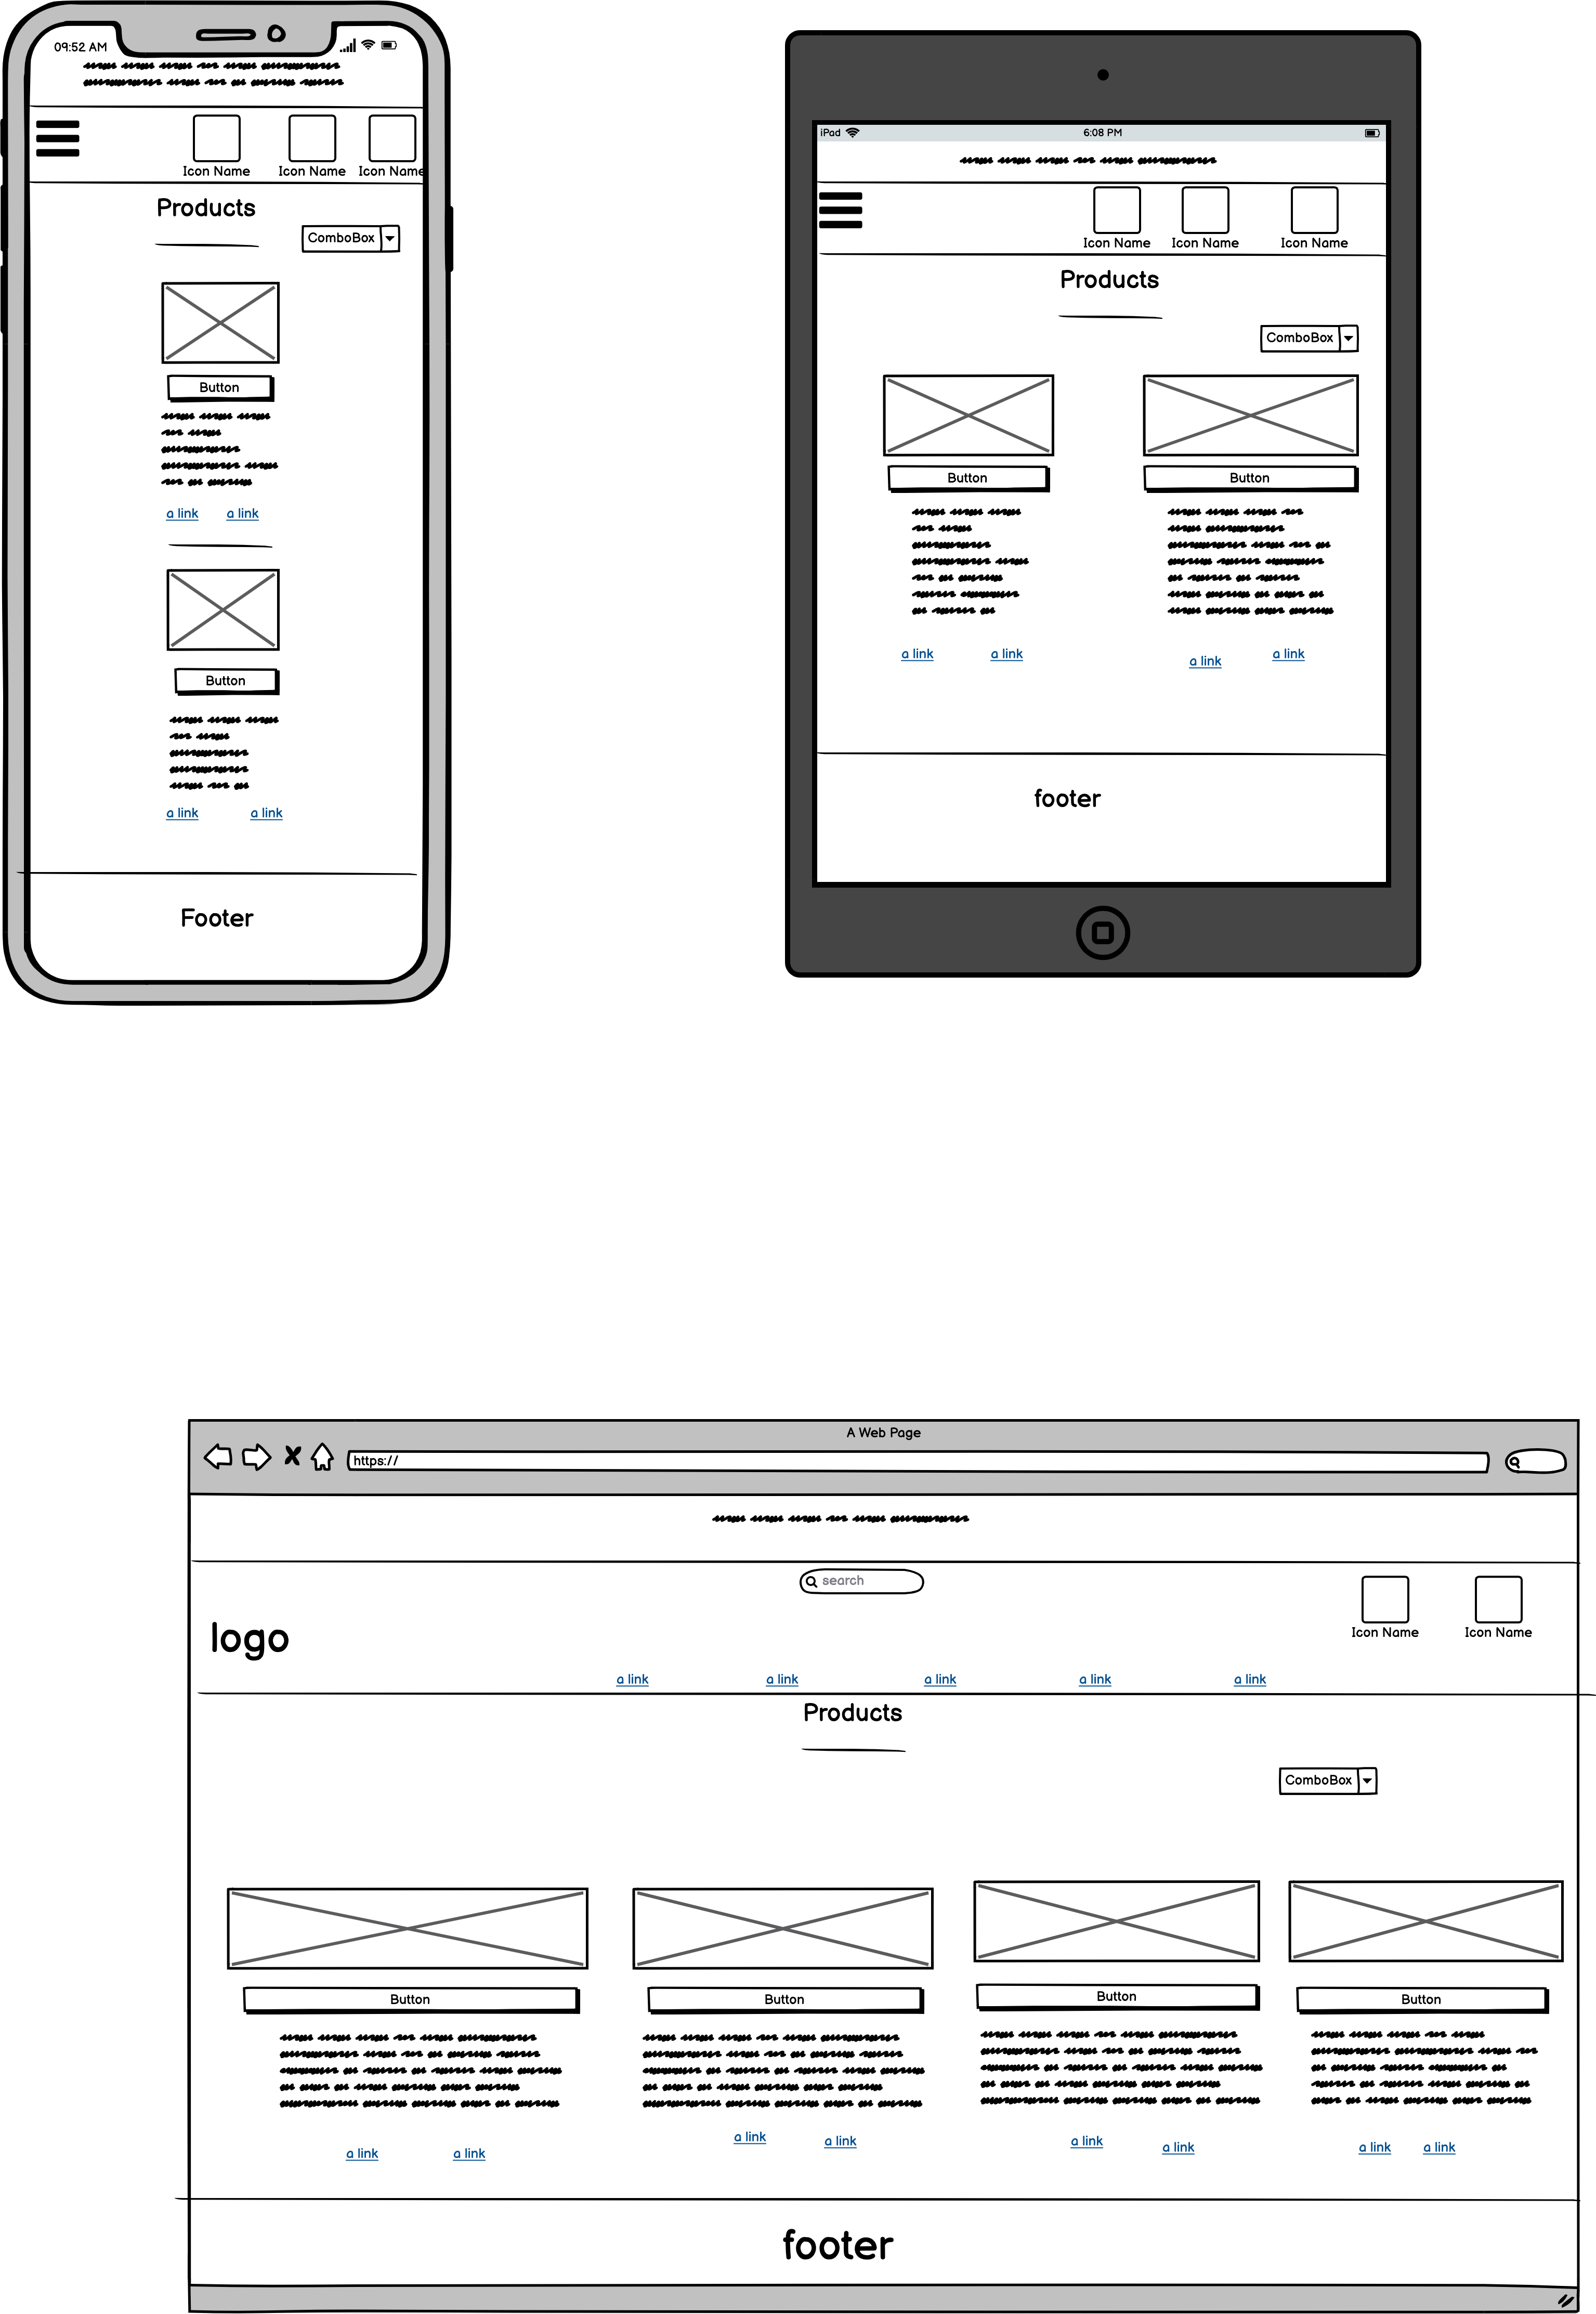 09:52 AM
Icon Name Icon Name Icon Name
Products
ComboBox
Button
a link a link
Button
a link a link
Footer
iPad 6:08 PM
Icon Name Icon Name Icon Name
Products
ComboBox
Button Button
a link a link a link a link
footer
A Web Page
https://
search
logo
Icon Name Icon Name
a link a link a link a link a link
Products
ComboBox
Button Button Button Button
a link a link a link a link a link a link a link a link
footer